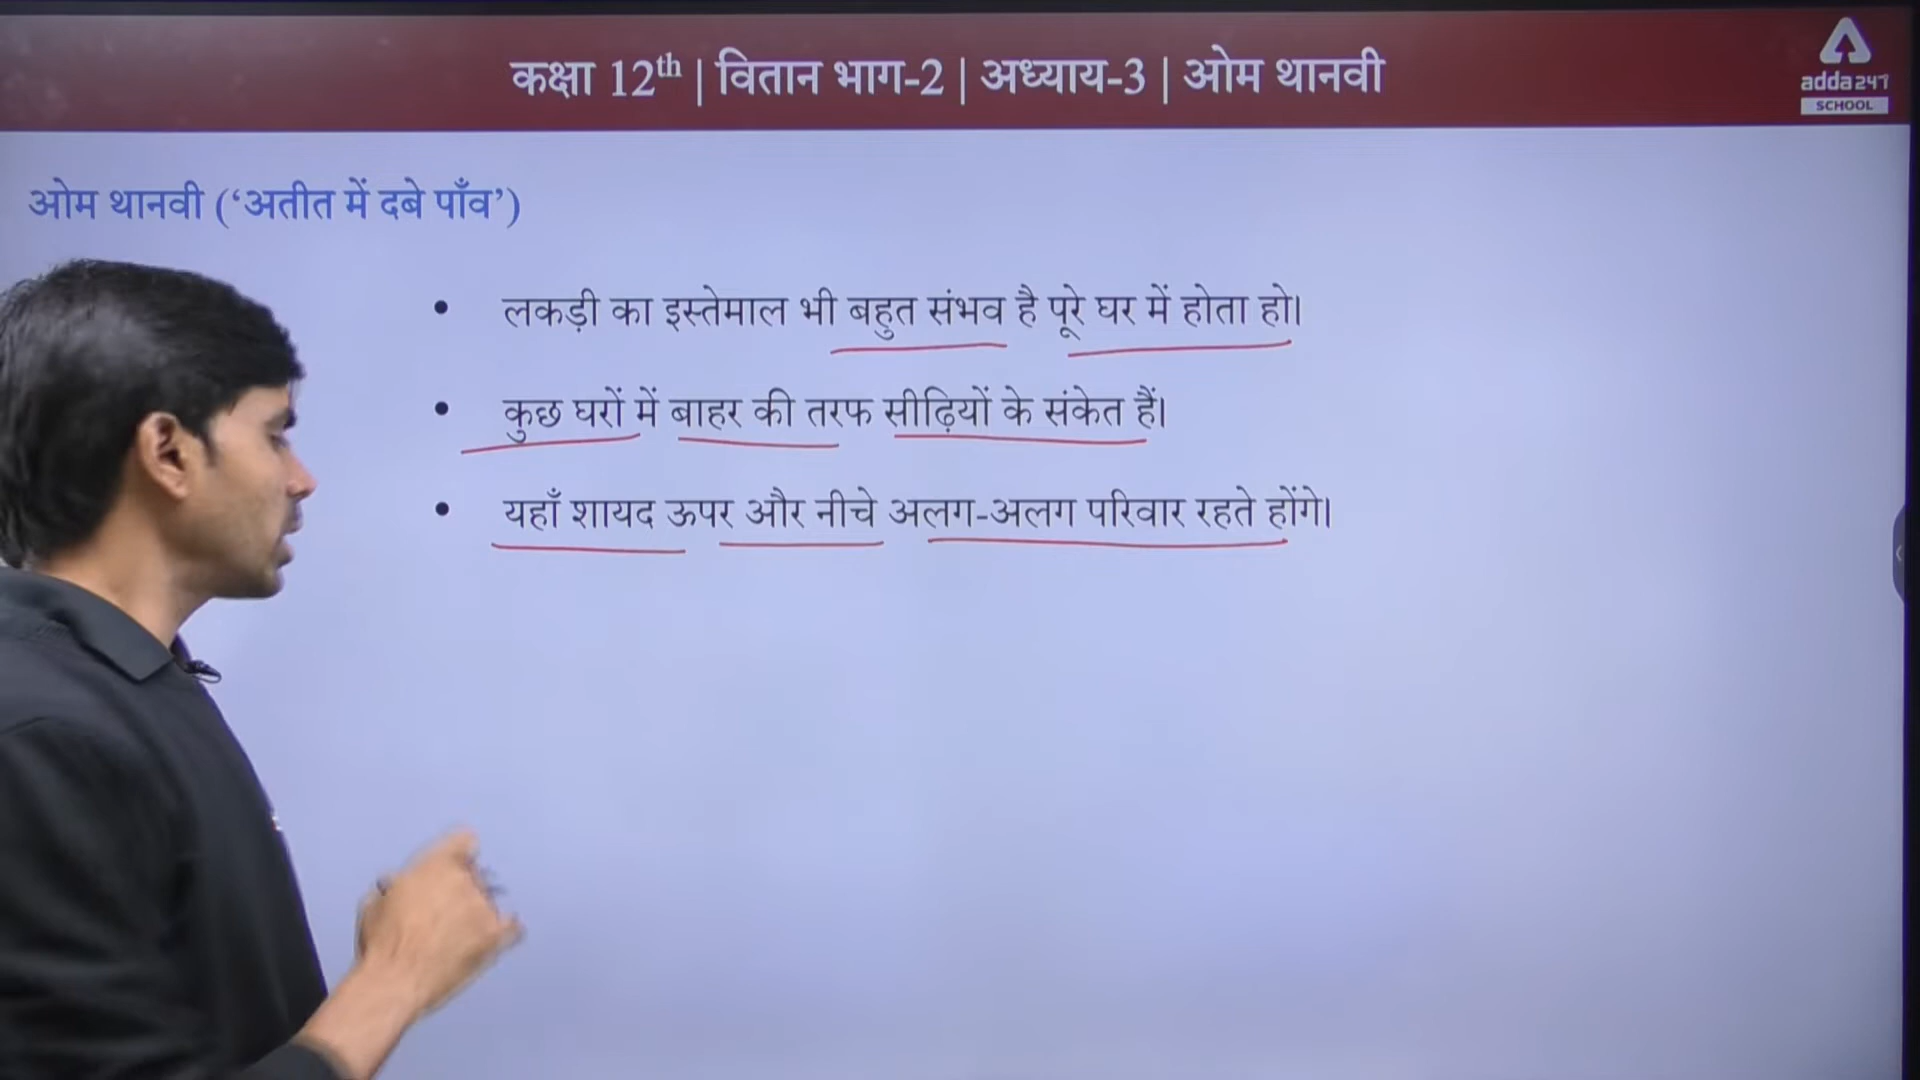 कक्षा 12th | वितान भाग-2 | अध्याय-3 | ओम थानवी
adda247
SCHOOL
ओम थानवी (‘अतीत में दबे पाँव’)
• लकड़ी का इस्तेमाल भी बहुत संभव है पूरे घर में होता हो।
• कुछ घरों में बाहर की तरफ सीढ़ियों के संकेत हैं।
• यहाँ शायद ऊपर और नीचे अलग-अलग परिवार रहते होंगे।